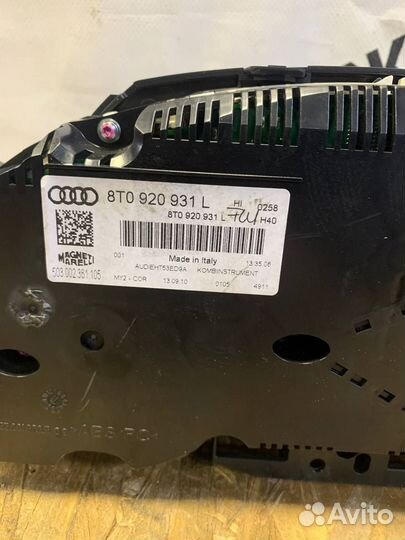 8T0 920 931 L HI 0258
8T0 920 931 L H40
MAGNETI MARELLI
001 Made in Italy 13:35:06
503.002.361.105
AUDIEHT53ED9A KOMBIINSTRUMENT
MY2 - COR 13.09.10 0105 4911
Avito